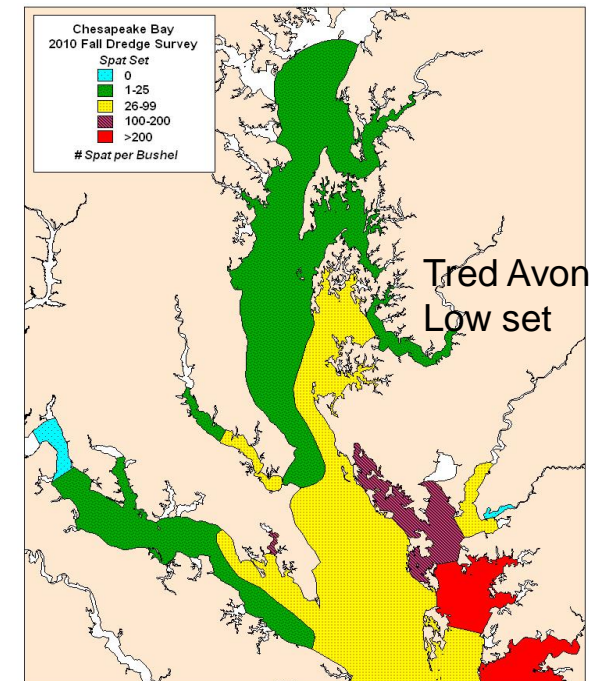 Chesapeake Bay
2010 Fall Dredge Survey
Spat Set
0
1-25
26-99
100-200
>200
# Spat per Bushel
Tred Avon
Low set